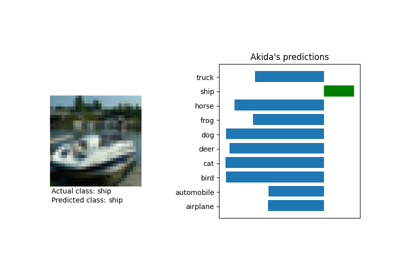 Akida's predictions
truck
ship
horse
frog
dog
deer
cat
bird
automobile
airplane
Actual class: ship
Predicted class: ship